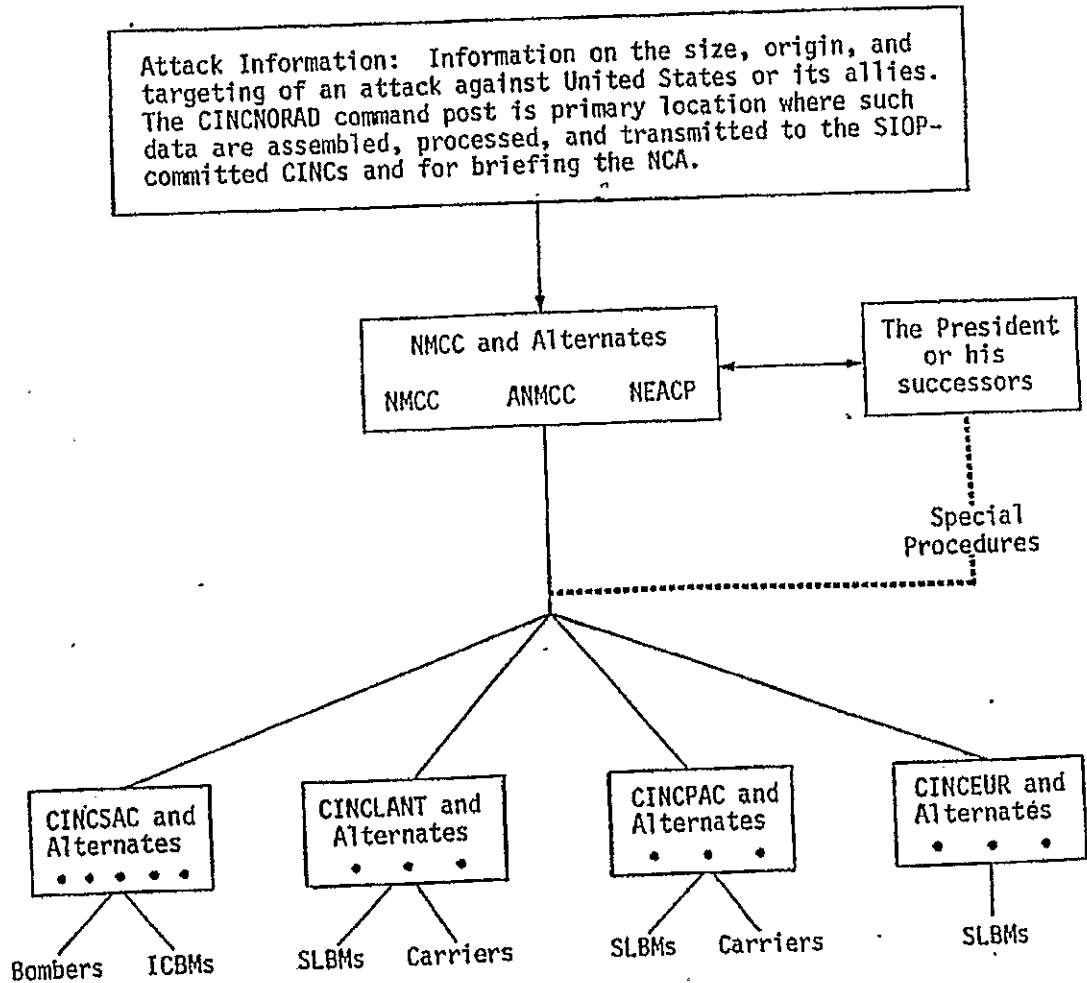 Attack Information: Information on the size, origin, and
targeting of an attack against United States or its allies.
The CINCNORAD command post is primary location where such
data are assembled, processed, and transmitted to the SIOP-
committed CINCs and for briefing the NCA.
NMCC and Alternates
NMCC ANMCC NEACP
The President
or his
successors
Special
Procedures
CINCSAC and
Alternates
CINCLANT and
Alternates
CINCPAC and
Alternates
CINCEUR and
Alternates
Bombers
ICBMs
SLBMs
Carriers
SLBMs
Carriers
SLBMs